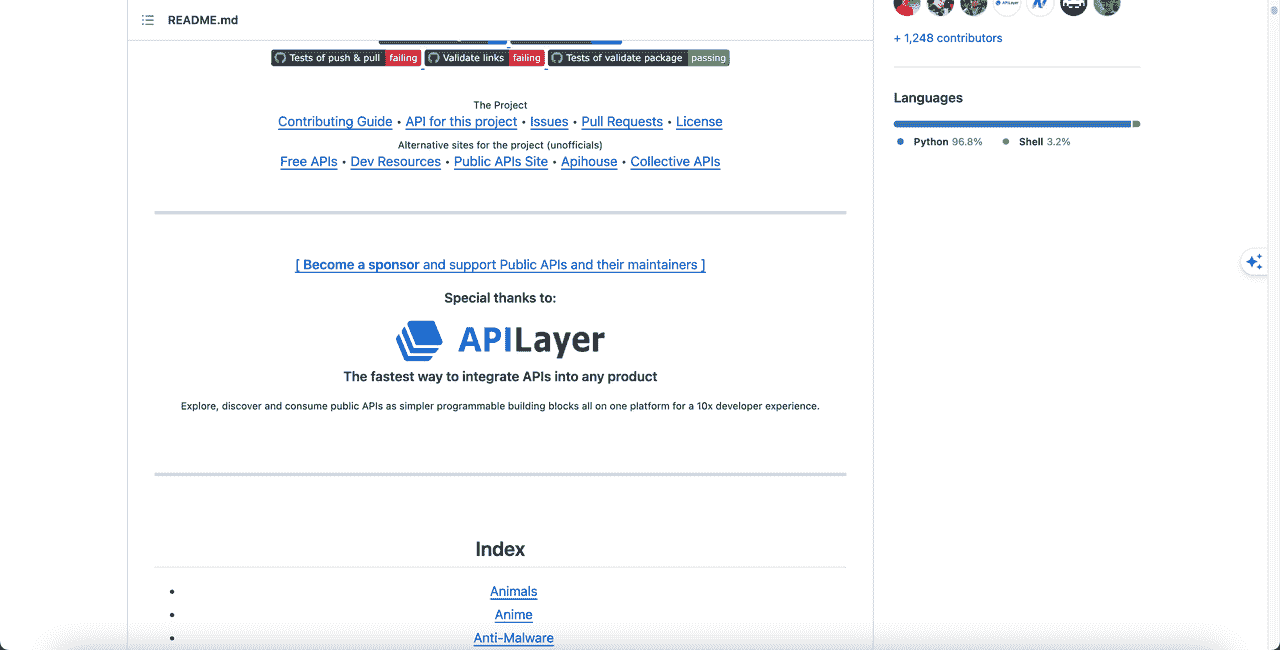 README.md
Tests of push & pull failing Validate links failing Tests of validate package passing
The Project
Contributing Guide • API for this project • Issues • Pull Requests • License
Alternative sites for the project (unofficials)
Free APIs • Dev Resources • Public APIs Site • Apihouse • Collective APIs
[ Become a sponsor and support Public APIs and their maintainers ]
Special thanks to:
APILayer
The fastest way to integrate APIs into any product
Explore, discover and consume public APIs as simpler programmable building blocks all on one platform for a 10x developer experience.
Index
• Animals
• Anime
• Anti-Malware
+ 1,248 contributors
Languages
Python 96.8% Shell 3.2%